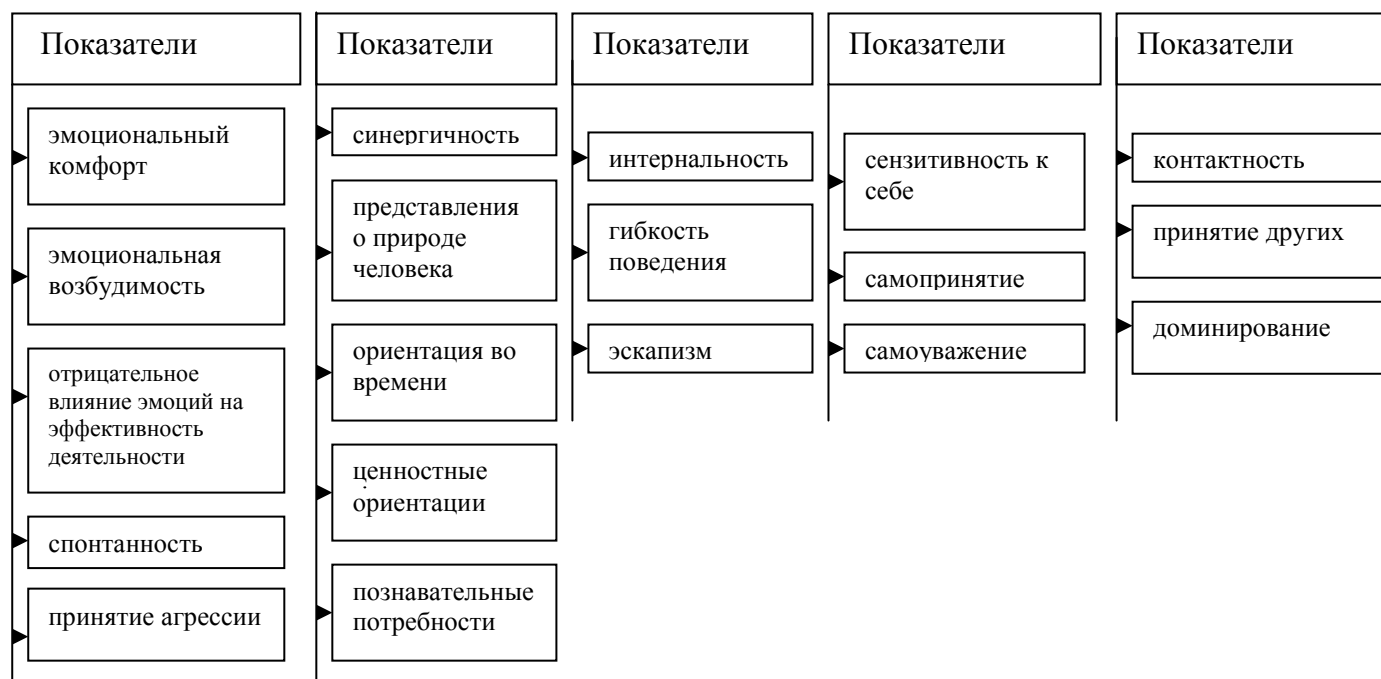 Показатели
эмоциональный
комфорт
эмоциональная
возбудимость
отрицательное
влияние эмоций на
эффективность
деятельности
спонтанность
принятие агрессии
Показатели
синергичность
представления
о природе
человека
ориентация во
времени
ценностные
ориентации
познавательные
потребности
Показатели
интернальность
гибкость
поведения
эскапизм
Показатели
сензитивность к
себе
самопринятие
самоуважение
Показатели
контактность
принятие других
доминирование